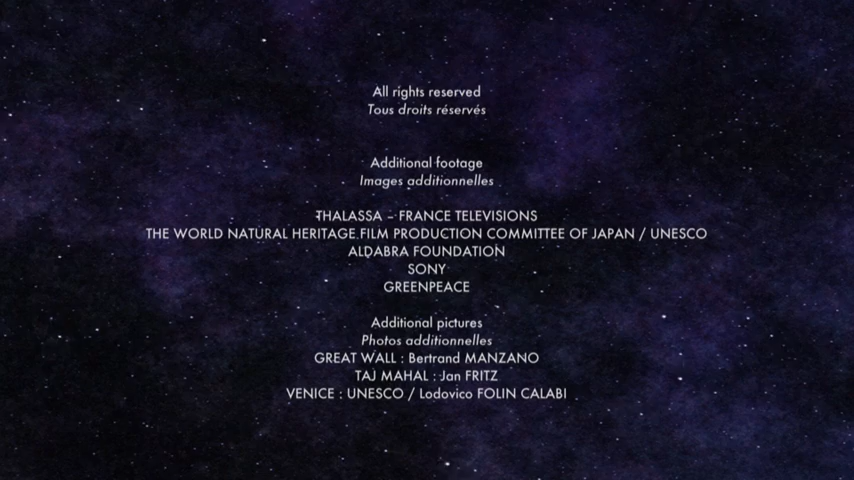 All rights reserved
Tous droits réservés
Additional footage
Images additionnelles
THALASSA - FRANCE TELEVISIONS
THE WORLD NATURAL HERITAGE FILM PRODUCTION COMMITTEE OF JAPAN / UNESCO
ALDABRA FOUNDATION
SONY
GREENPEACE
Additional pictures
Photos additionnelles
GREAT WALL : Bertrand MANZANO
TAJ MAHAL : Jan FRITZ
VENICE : UNESCO / Lodovico FOLIN CALABI